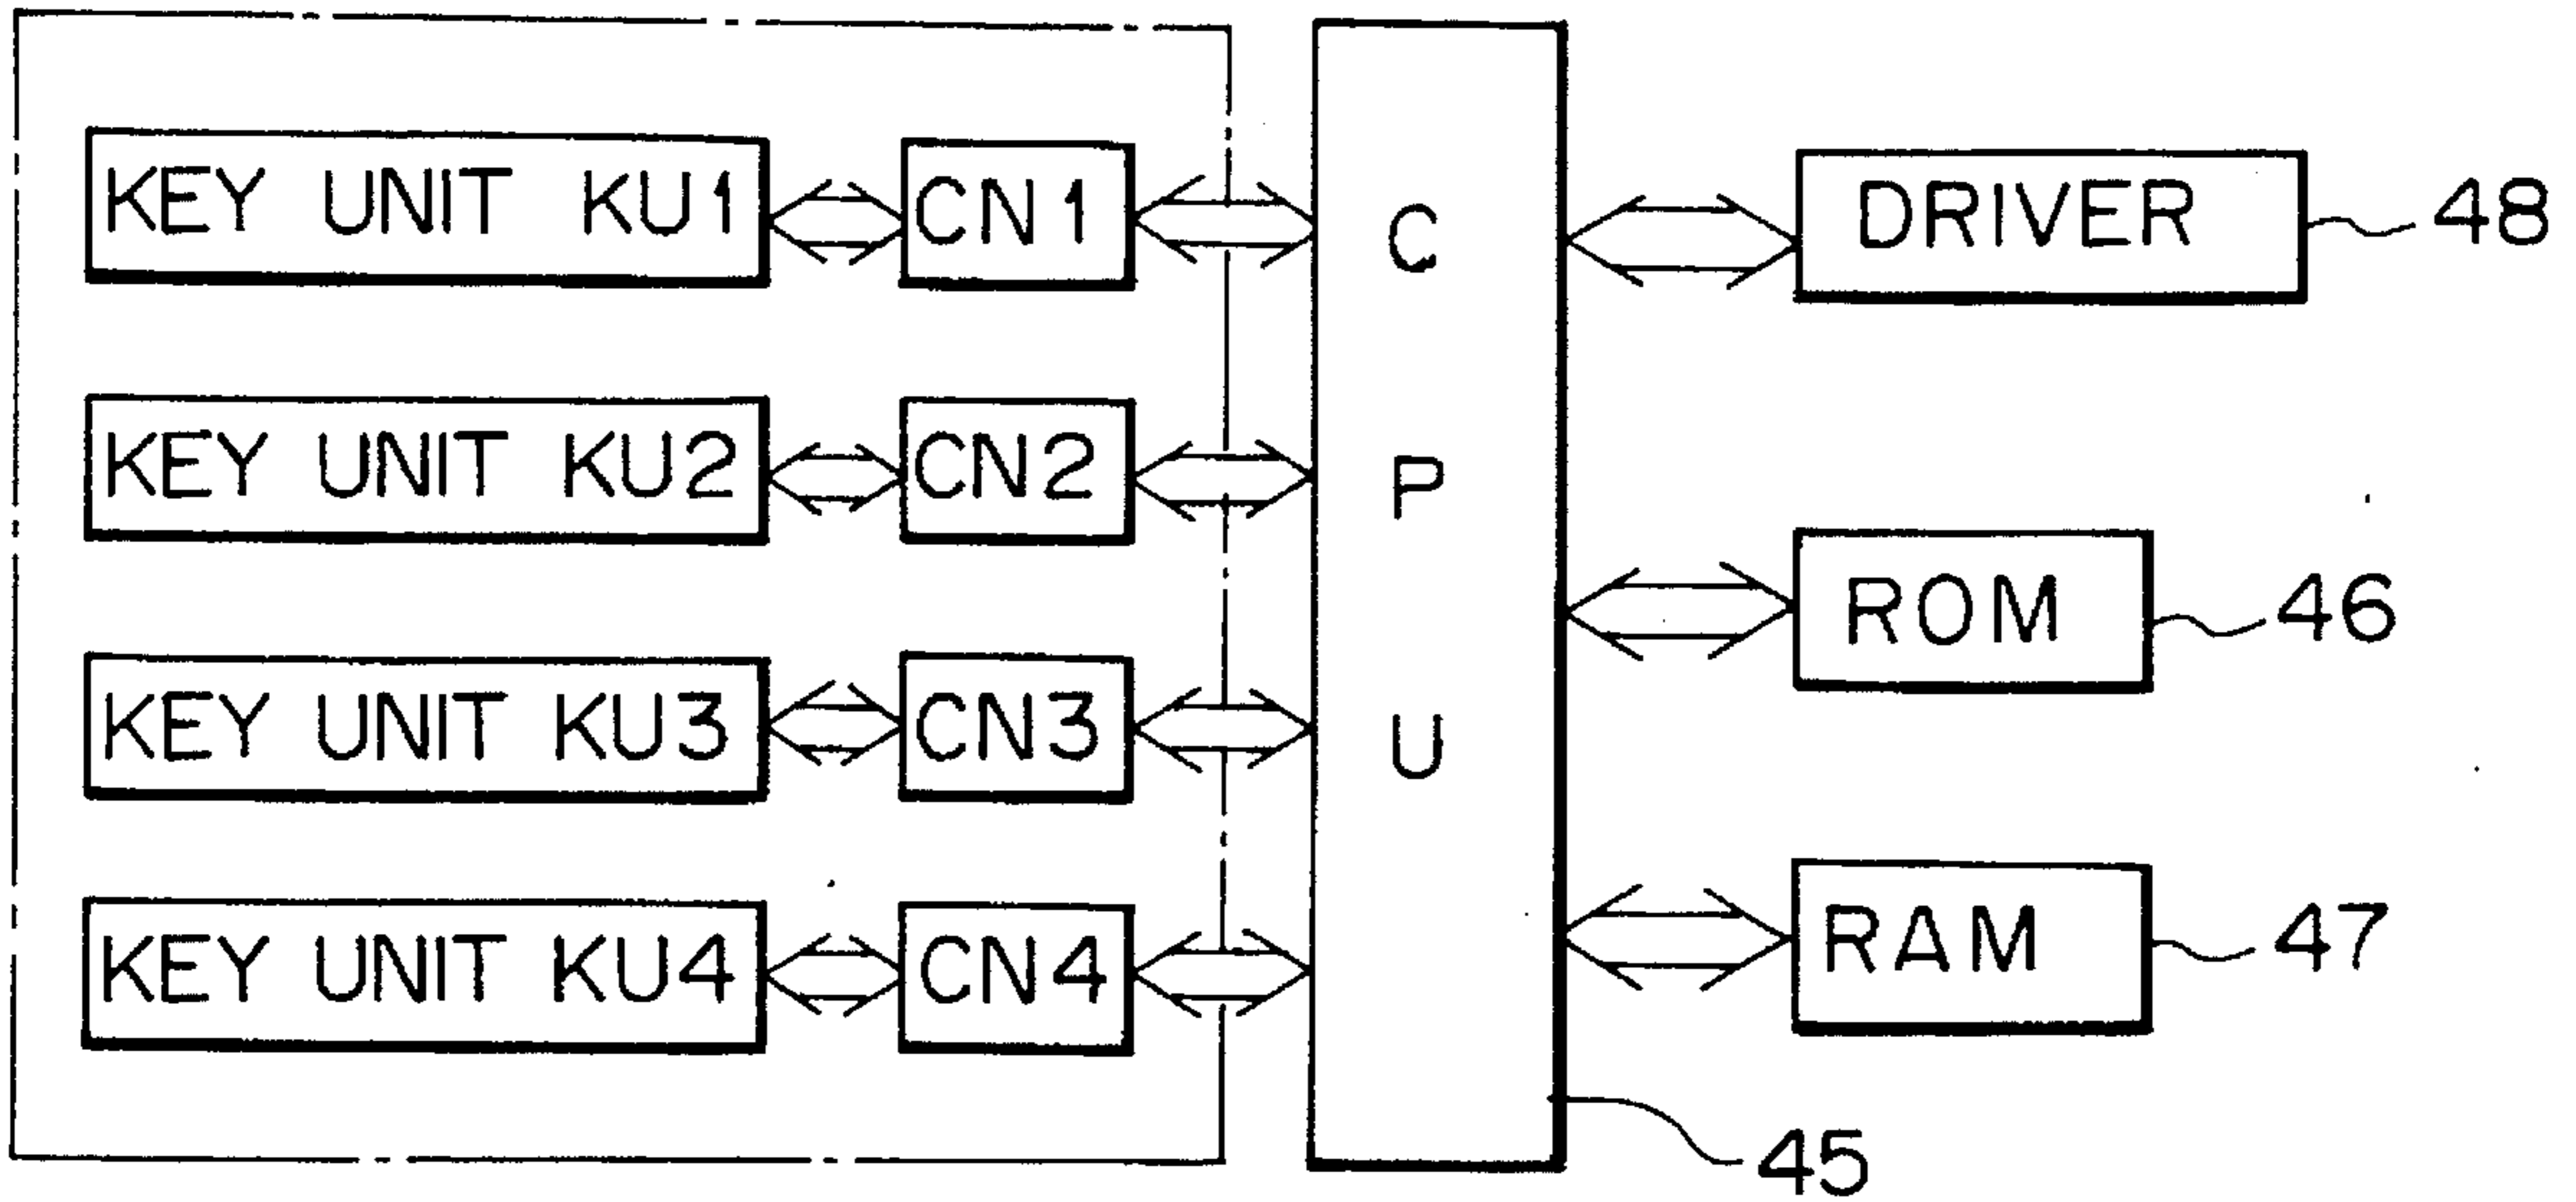 KEY UNIT KU1
CN1
KEY UNIT KU2
CN2
KEY UNIT KU3
CN3
KEY UNIT KU4
CN4
C
P
U
45
DRIVER
48
ROM
46
RAM
47